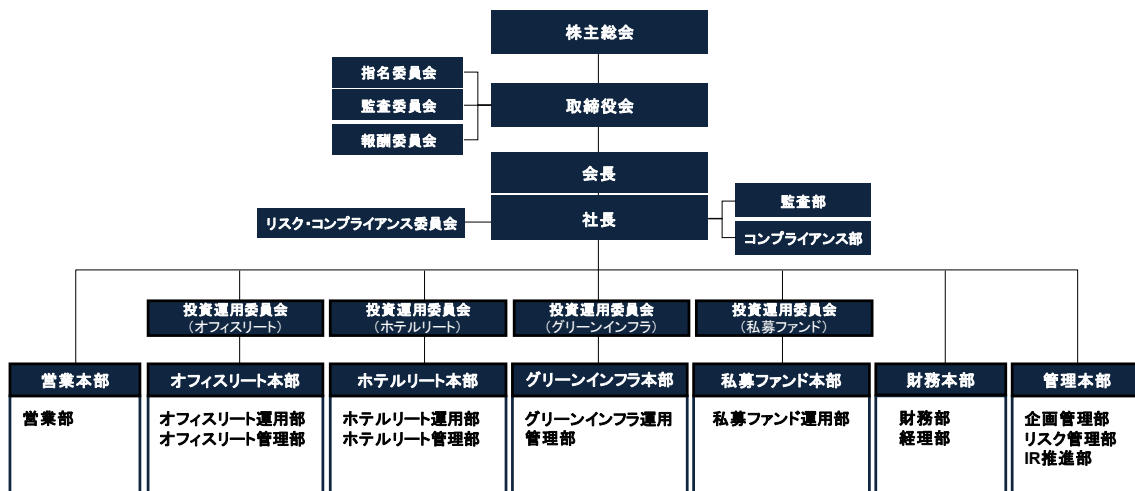 株主総会
指名委員会
監査委員会
報酬委員会
取締役会
会長
社長
リスク・コンプライアンス委員会
監査部
コンプライアンス部
投資運用委員会
（オフィスリート）
投資運用委員会
（ホテルリート）
投資運用委員会
（グリーンインフラ）
投資運用委員会
（私募ファンド）
営業本部
営業部
オフィスリート本部
オフィスリート運用部
オフィスリート管理部
ホテルリート本部
ホテルリート運用部
ホテルリート管理部
グリーンインフラ本部
グリーンインフラ運用
管理部
私募ファンド本部
私募ファンド運用部
財務本部
財務部
経理部
管理本部
企画管理部
リスク管理部
IR推進部